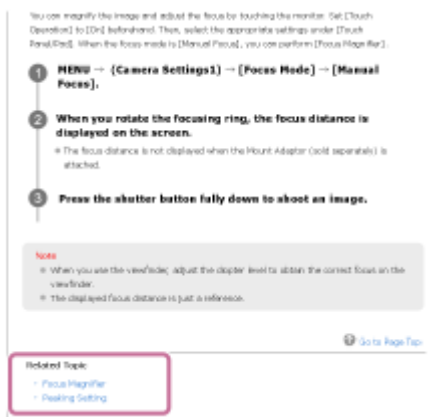 You can magnify the image and adjust the focus by touching the monitor. Set [Touch
Operation] to [On] beforehand. Then, select the appropriate settings under [Touch
Panel/Pad]. When the focus mode is [Manual Focus], you can perform [Focus Magnifier].
1 MENU → (Camera Settings1) → [Focus Mode] → [Manual
Focus].
2 When you rotate the focusing ring, the focus distance is
displayed on the screen.
The focus distance is not displayed when the Mount Adaptor (sold separately) is
attached.
3 Press the shutter button fully down to shoot an image.
Note
When you use the viewfinder, adjust the diopter level to obtain the correct focus on the
viewfinder.
The displayed focus distance is just a reference.
Go to Page Top
Related Topic
Focus Magnifier
Peaking Setting